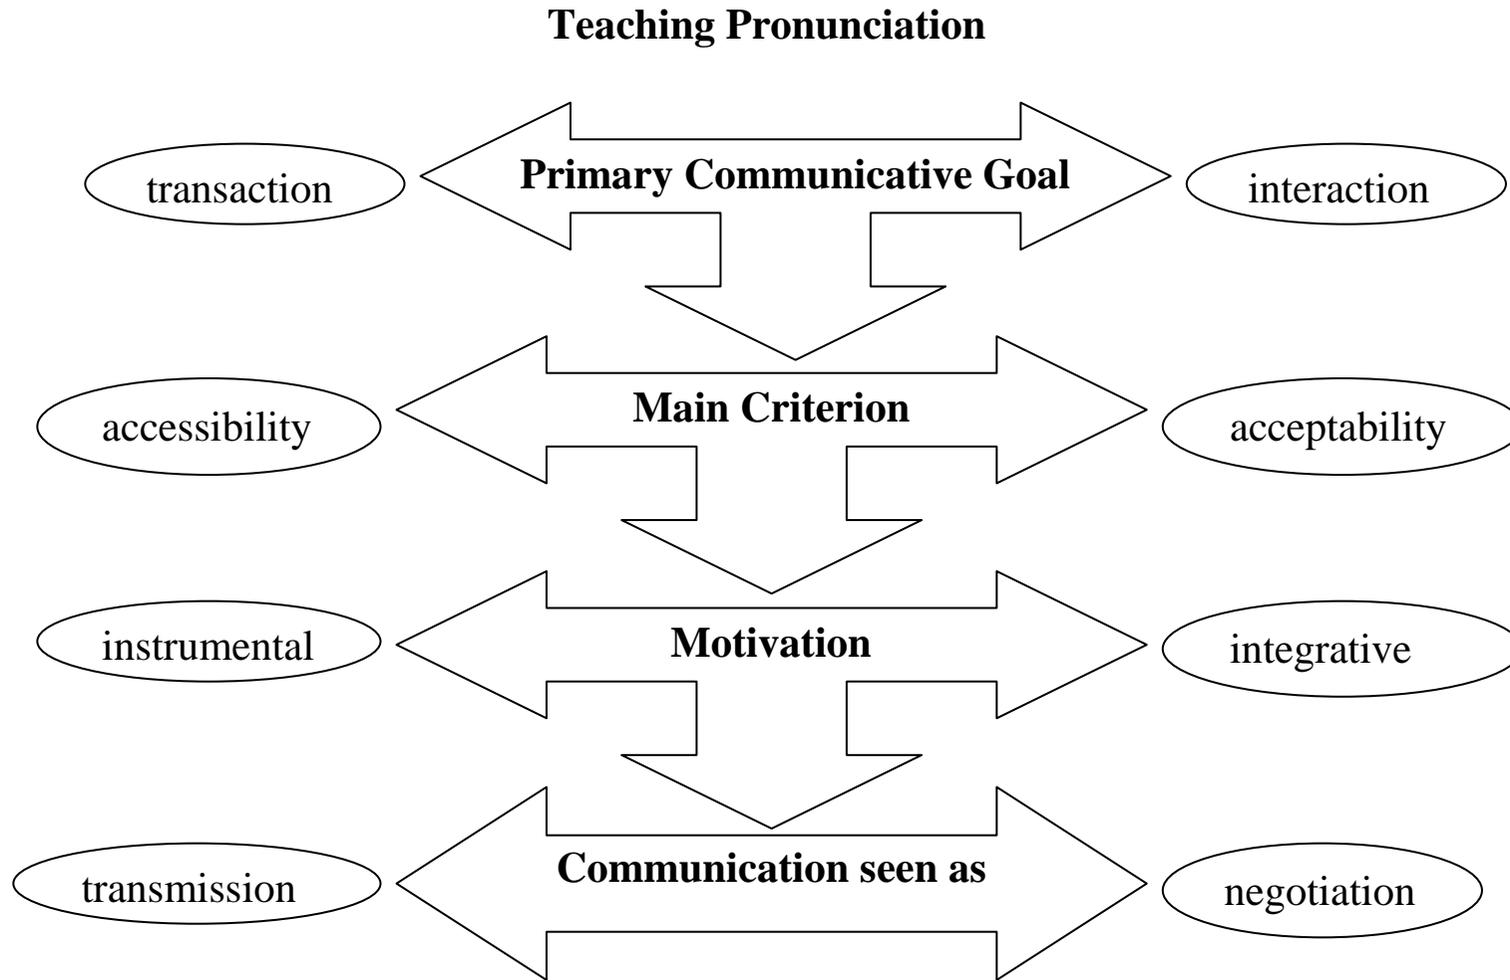 Teaching Pronunciation
transaction
Primary Communicative Goal
interaction
accessibility
Main Criterion
acceptability
instrumental
Motivation
integrative
transmission
Communication seen as
negotiation